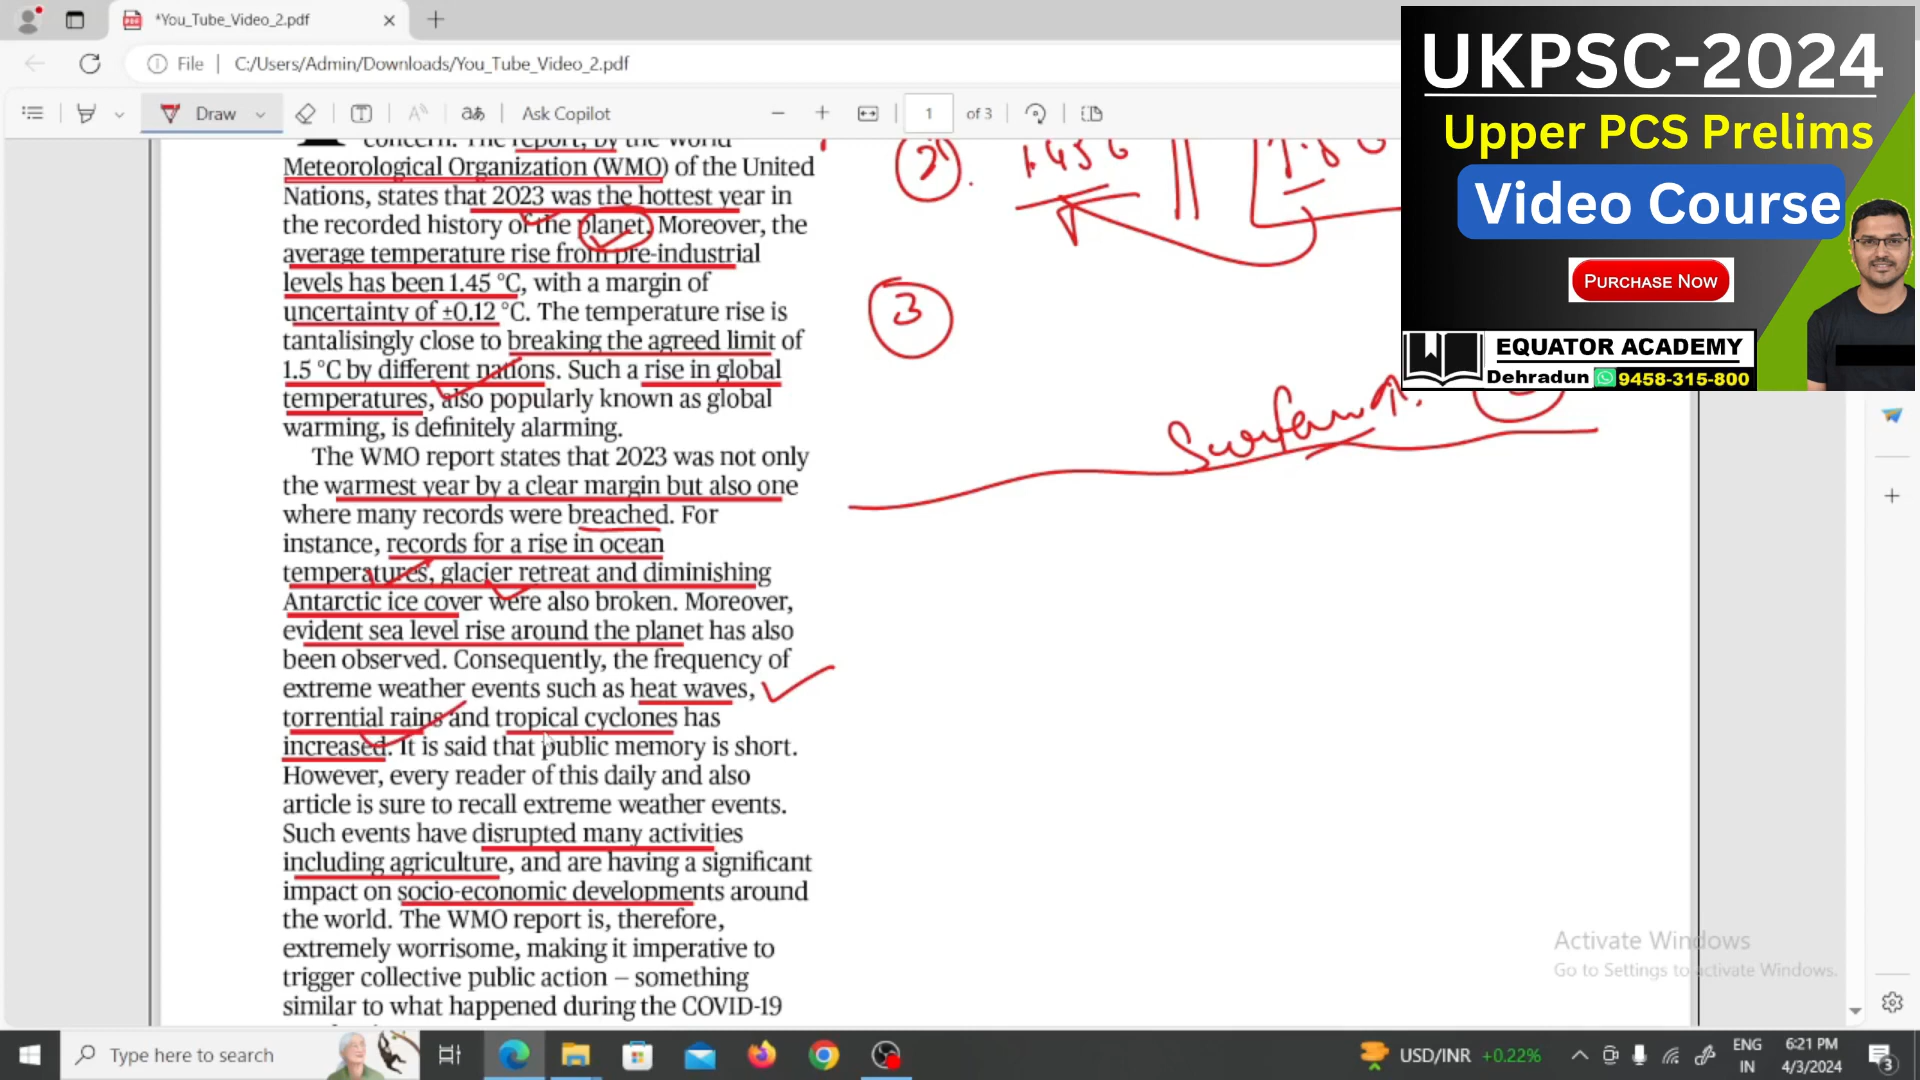 *You_Tube_Video_2.pdf
File
C:/Users/Admin/Downloads/You_Tube_Video_2.pdf
Draw
Ask Copilot
1
of 3
concern. The report, by the World
Meteorological Organization (WMO) of the United
Nations, states that 2023 was the hottest year in
the recorded history of the planet. Moreover, the
average temperature rise from pre-industrial
levels has been 1.45 °C, with a margin of
uncertainty of ±0.12 °C. The temperature rise is
tantalisingly close to breaking the agreed limit of
1.5 °C by different nations. Such a rise in global
temperatures, also popularly known as global
warming, is definitely alarming.
The WMO report states that 2023 was not only
the warmest year by a clear margin but also one
where many records were breached. For
instance, records for a rise in ocean
temperatures, glacier retreat and diminishing
Antarctic ice cover were also broken. Moreover,
evident sea level rise around the planet has also
been observed. Consequently, the frequency of
extreme weather events such as heat waves,
torrential rains and tropical cyclones has
increased. It is said that public memory is short.
However, every reader of this daily and also
article is sure to recall extreme weather events.
Such events have disrupted many activities
including agriculture, and are having a significant
impact on socio-economic developments around
the world. The WMO report is, therefore,
extremely worrisome, making it imperative to
trigger collective public action – something
similar to what happened during the COVID-19
2
3
UKPSC-2024
Upper PCS Prelims
Video Course
PURCHASE NOW
EQUATOR ACADEMY
Dehradun 9458-315-800
Activate Windows
Go to Settings to activate Windows.
Type here to search
USD/INR +0.22%
ENG
IN
6:21 PM
4/3/2024
3